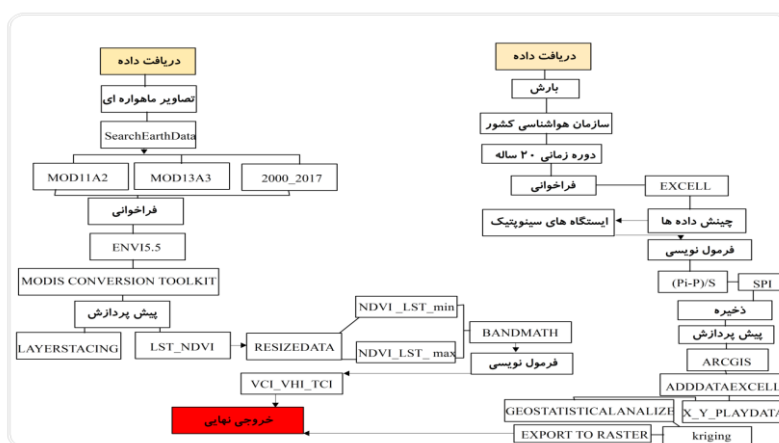 دریافت داده
تصاویر ماهواره ای
SearchEarthData
MOD11A2
MOD13A3
2000_2017
فراخوانی
ENVI5.5
MODIS CONVERSION TOOLKIT
پیش پردازش
LAYERSTACING
LST_NDVI
RESIZEDATA
NDVI _LST_min
NDVI_LST_ max
BANDMATH
فرمول نویسی
VCI_VHI_TCI
خروجی نهایی
دریافت داده
بارش
سازمان هواشناسی کشور
دوره زمانی ۲۰ ساله
فراخوانی
EXCELL
چینش داده ها
ایستگاه های سینوپتیک
فرمول نویسی
(Pi-P)/S
SPI
ذخیره
پیش پردازش
ARCGIS
ADDDATAEXCELL
GEOSTATISTICALANALIZE
X_Y_PLAYDATA
kriging
EXPORT TO RASTER